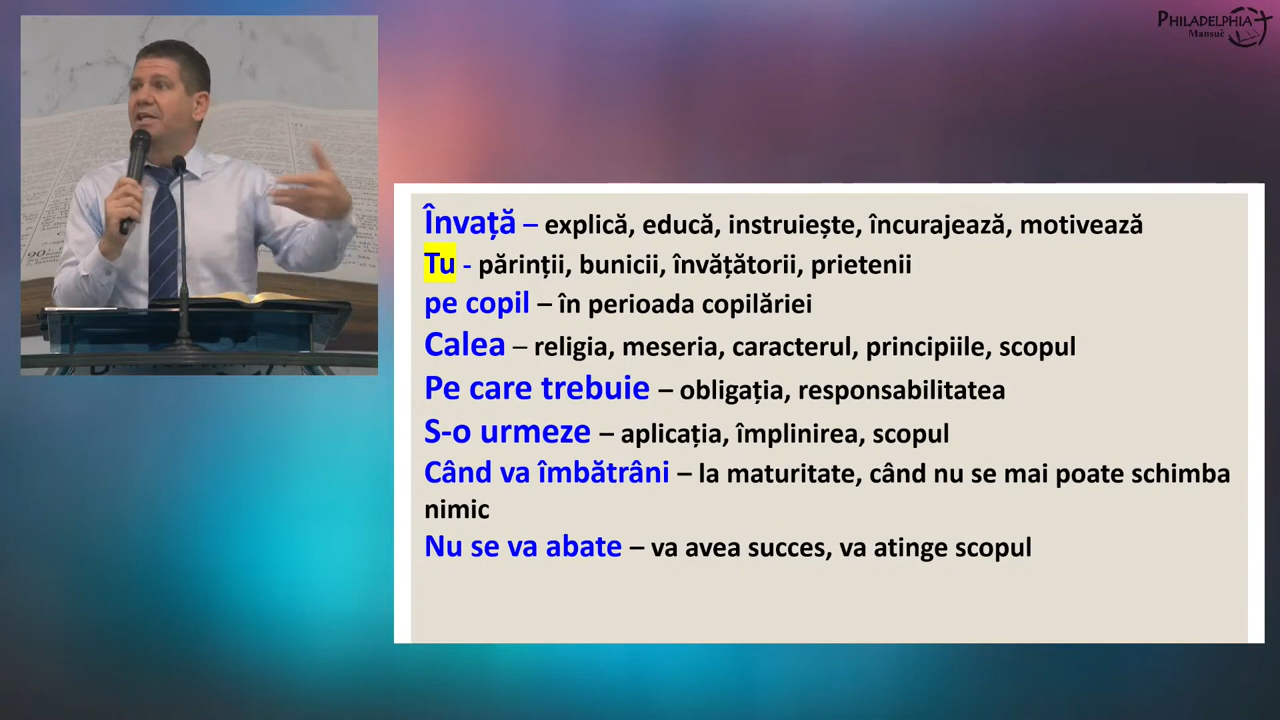 PHILADELPHIA
Mansuè
Învață – explică, educă, instruiește, încurajează, motivează
Tu - părinții, bunicii, învățătorii, prietenii
pe copil – în perioada copilăriei
Calea – religia, meseria, caracterul, principiile, scopul
Pe care trebuie – obligația, responsabilitatea
S-o urmeze – aplicația, împlinirea, scopul
Când va îmbătrâni – la maturitate, când nu se mai poate schimba
nimic
Nu se va abate – va avea succes, va atinge scopul